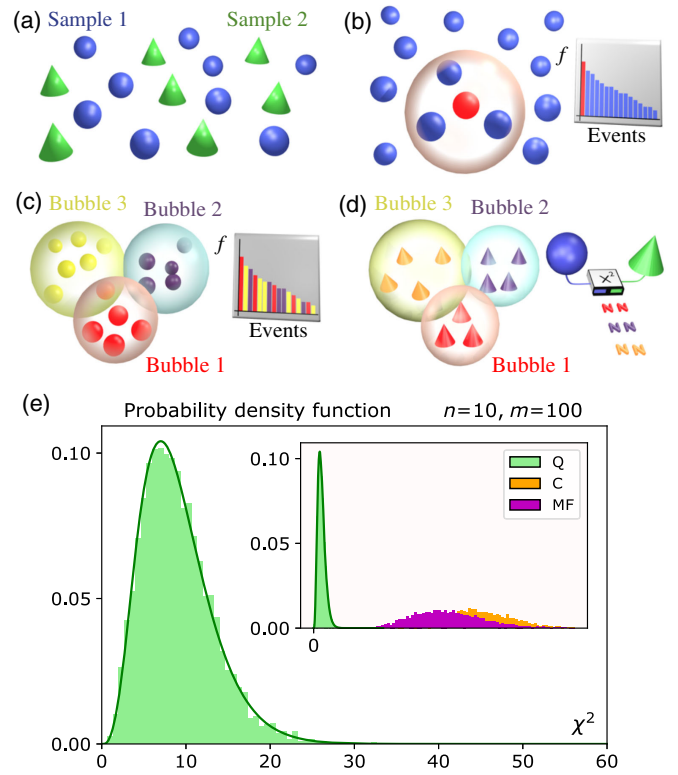 (a) Sample 1 Sample 2
(b)
f
Events
(c) Bubble 3
Bubble 2
f
Events
Bubble 1
(d) Bubble 3
Bubble 2
χ²
N N
N N
N N
Bubble 1
(e)
Probability density function n=10, m=100
0.10
0.05
0.00
0.10
0.05
0.00
0
Q
C
MF
χ²
0 10 20 30 40 50 60